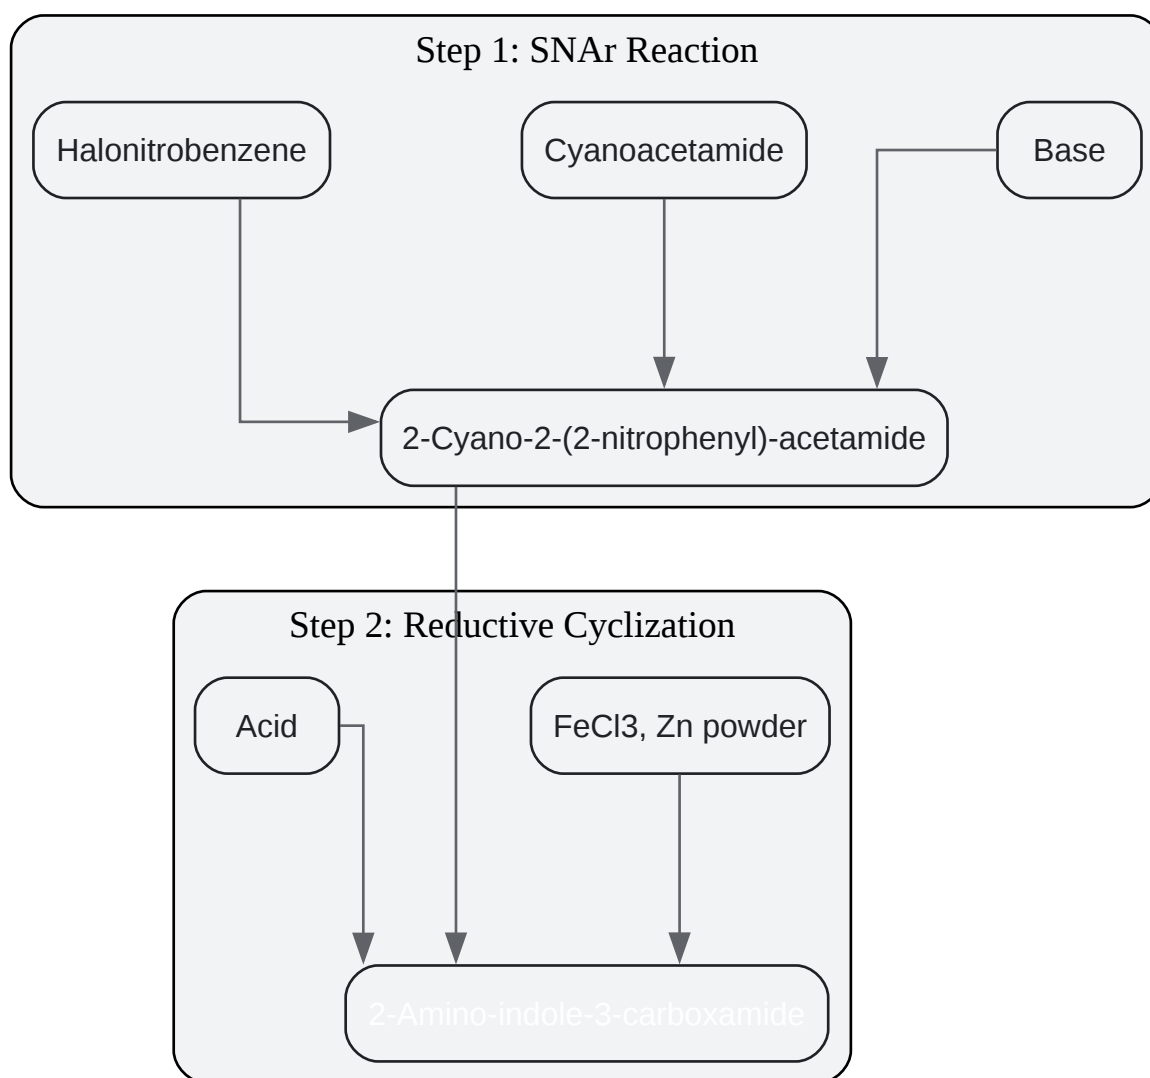 Step 1: SNAr Reaction
Halonitrobenzene
Cyanoacetamide
Base
2-Cyano-2-(2-nitrophenyl)-acetamide
Step 2: Reductive Cyclization
Acid
FeCl3, Zn powder
2-Amino-indole-3-carboxamide